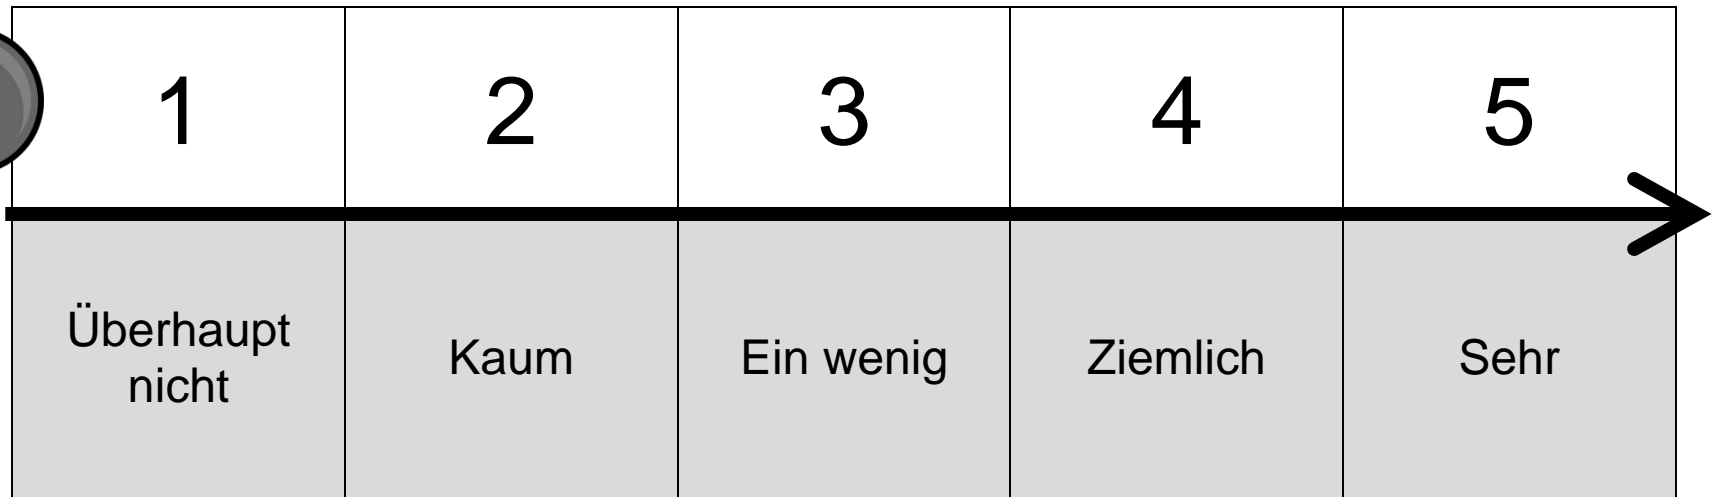 1 2 3 4 5
Überhaupt nicht
Kaum
Ein wenig
Ziemlich
Sehr